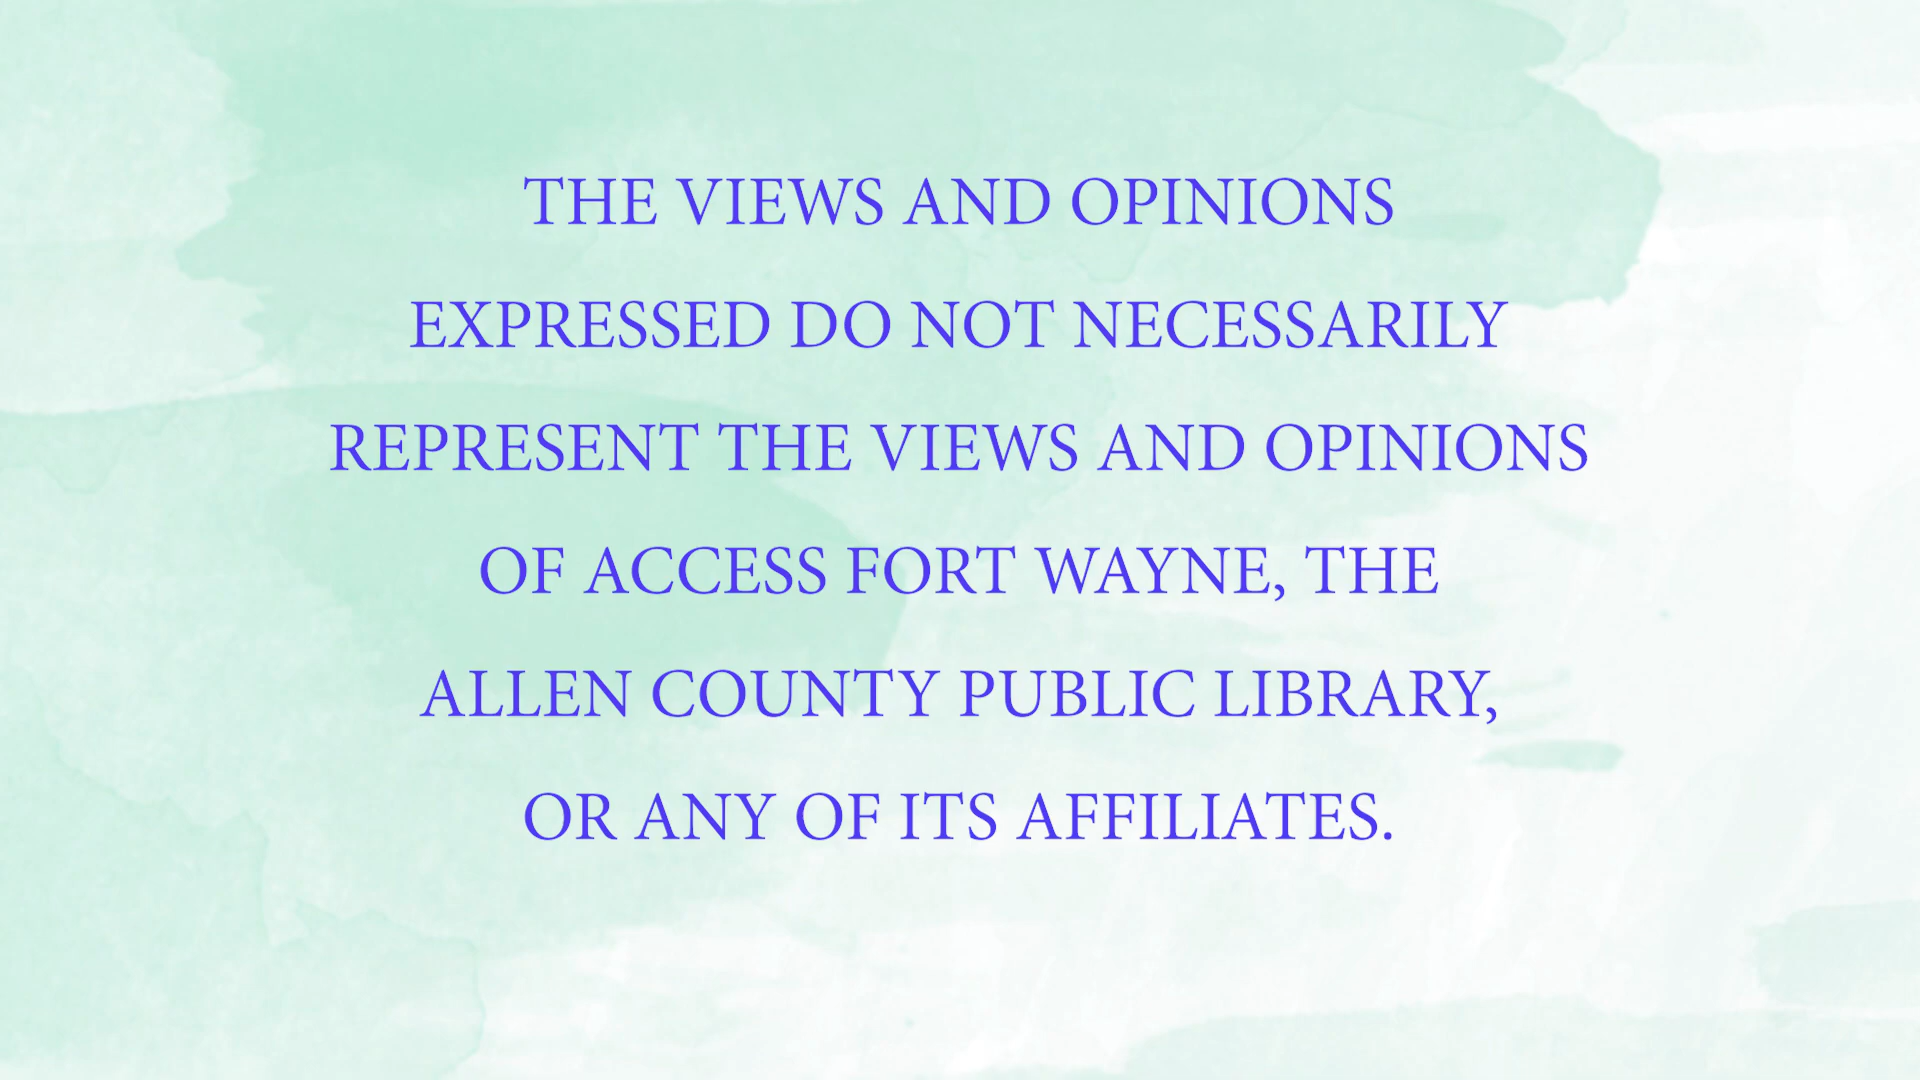 THE VIEWS AND OPINIONS
EXPRESSED DO NOT NECESSARILY
REPRESENT THE VIEWS AND OPINIONS
OF ACCESS FORT WAYNE, THE
ALLEN COUNTY PUBLIC LIBRARY,
OR ANY OF ITS AFFILIATES.